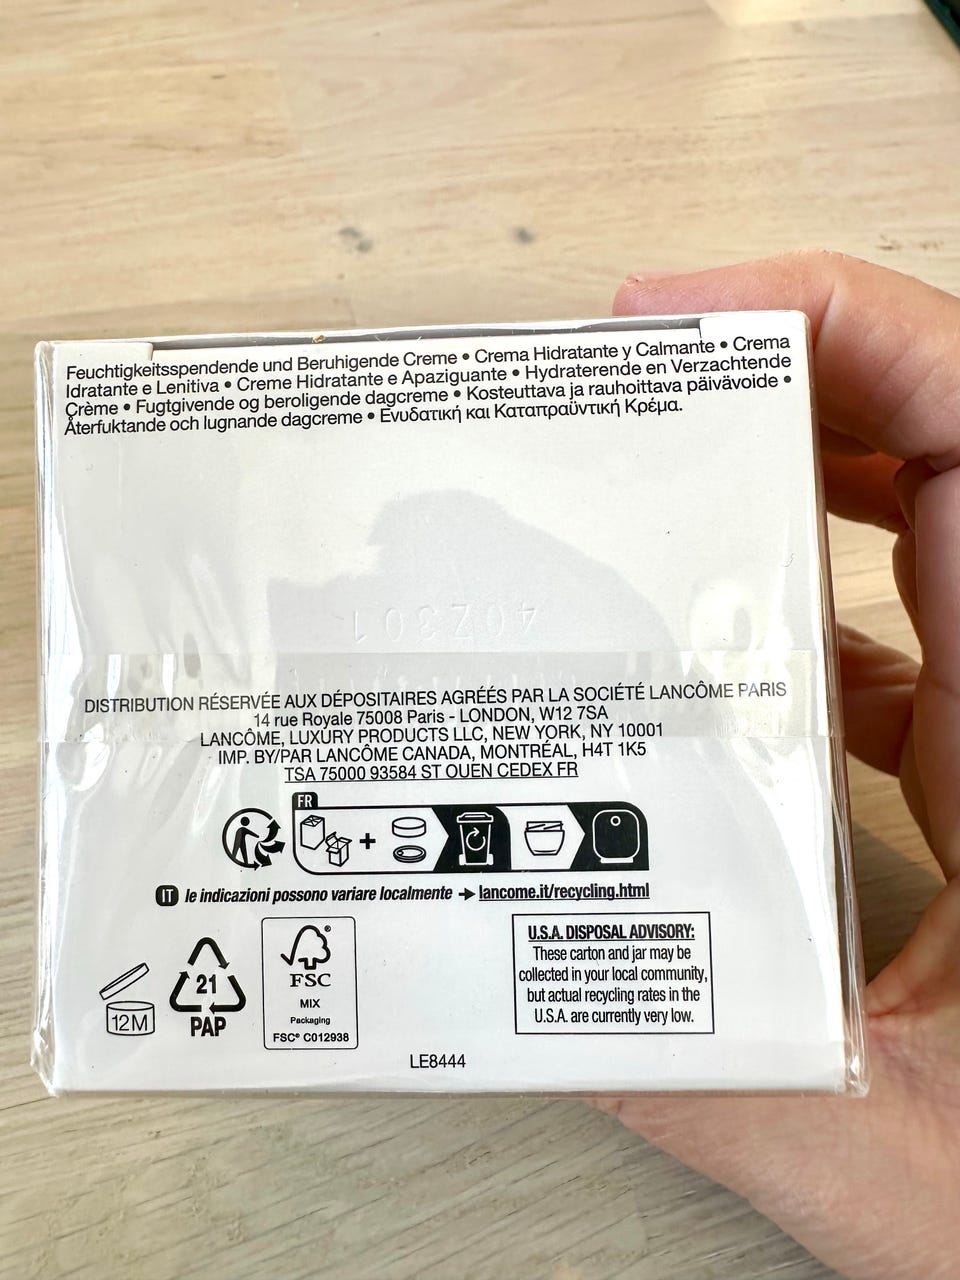 Feuchtigkeitsspendende und Beruhigende Creme • Crema Hidratante y Calmante • Crema
Idratante e Lenitiva • Creme Hidratante e Apaziguante • Hydraterende en Verzachtende
Crème • Fugtgivende og beroligende dagcreme • Kosteuttava ja rauhoittava päivävoide •
Återfuktande och lugnande dagcreme • Ενυδατική και Καταπραϋντική Κρέμα.
40Z301
DISTRIBUTION RÉSERVÉE AUX DÉPOSITAIRES AGRÉÉS PAR LA SOCIÉTÉ LANCÔME PARIS
14 rue Royale 75008 Paris - LONDON, W12 7SA
LANCÔME, LUXURY PRODUCTS LLC, NEW YORK, NY 10001
IMP. BY/PAR LANCÔME CANADA, MONTRÉAL, H4T 1K5
TSA 75000 93584 ST OUEN CEDEX FR
FR
+
IT le indicazioni possono variare localmente → lancome.it/recycling.html
12M
21
PAP
®
FSC
MIX
Packaging
FSC® C012938
U.S.A. DISPOSAL ADVISORY:
These carton and jar may be
collected in your local community,
but actual recycling rates in the
U.S.A. are currently very low.
LE8444